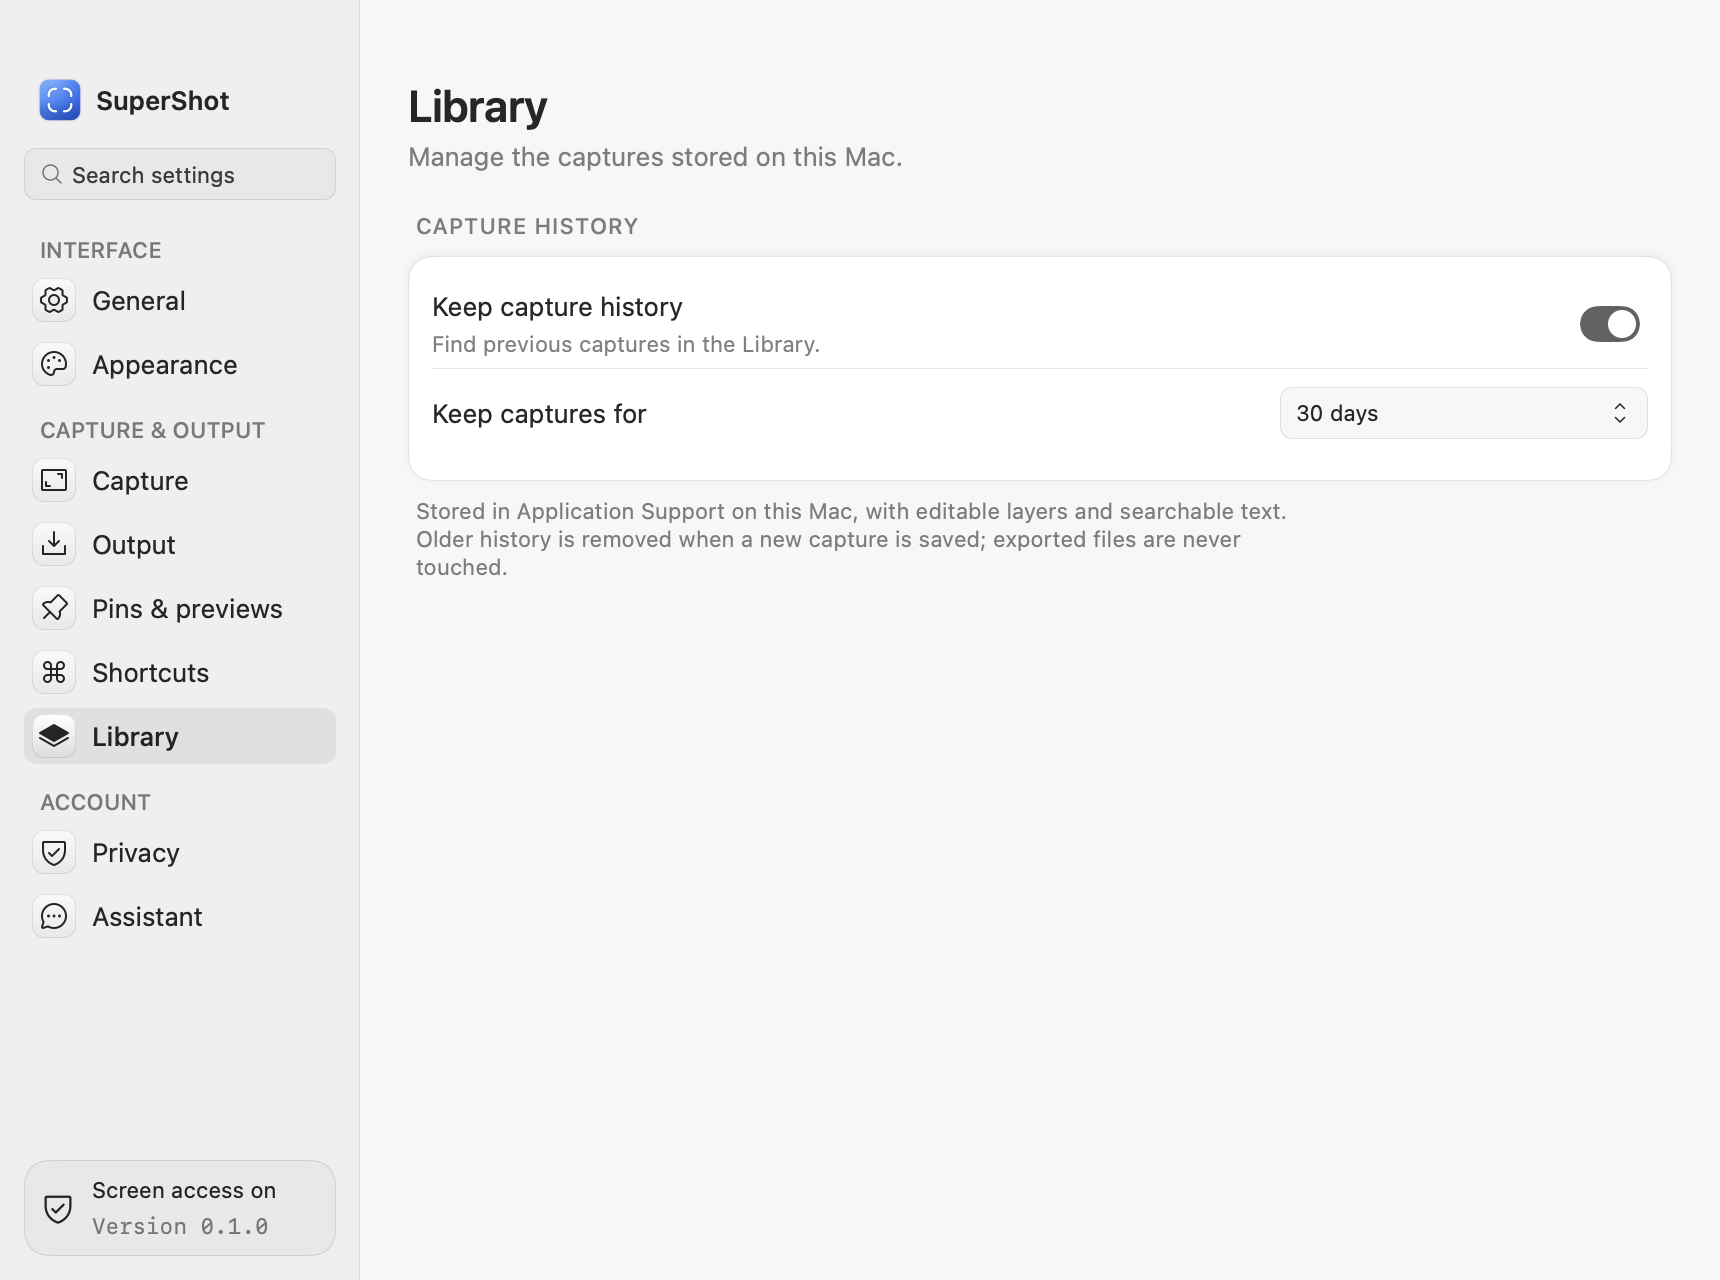 SuperShot
Search settings
INTERFACE
General
Appearance
CAPTURE & OUTPUT
Capture
Output
Pins & previews
Shortcuts
Library
ACCOUNT
Privacy
Assistant
Screen access on
Version 0.1.0
Library
Manage the captures stored on this Mac.
CAPTURE HISTORY
Keep capture history
Find previous captures in the Library.
Keep captures for
30 days
Stored in Application Support on this Mac, with editable layers and searchable text.
Older history is removed when a new capture is saved; exported files are never
touched.